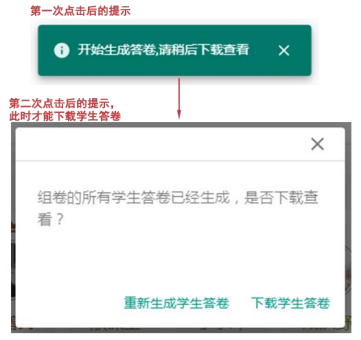 第一次点击后的提示
开始生成答卷,请稍后下载查看
第二次点击后的提示,
此时才能下载学生答卷
组卷的所有学生答卷已经生成，是否下载查
看？
重新生成学生答卷 下载学生答卷